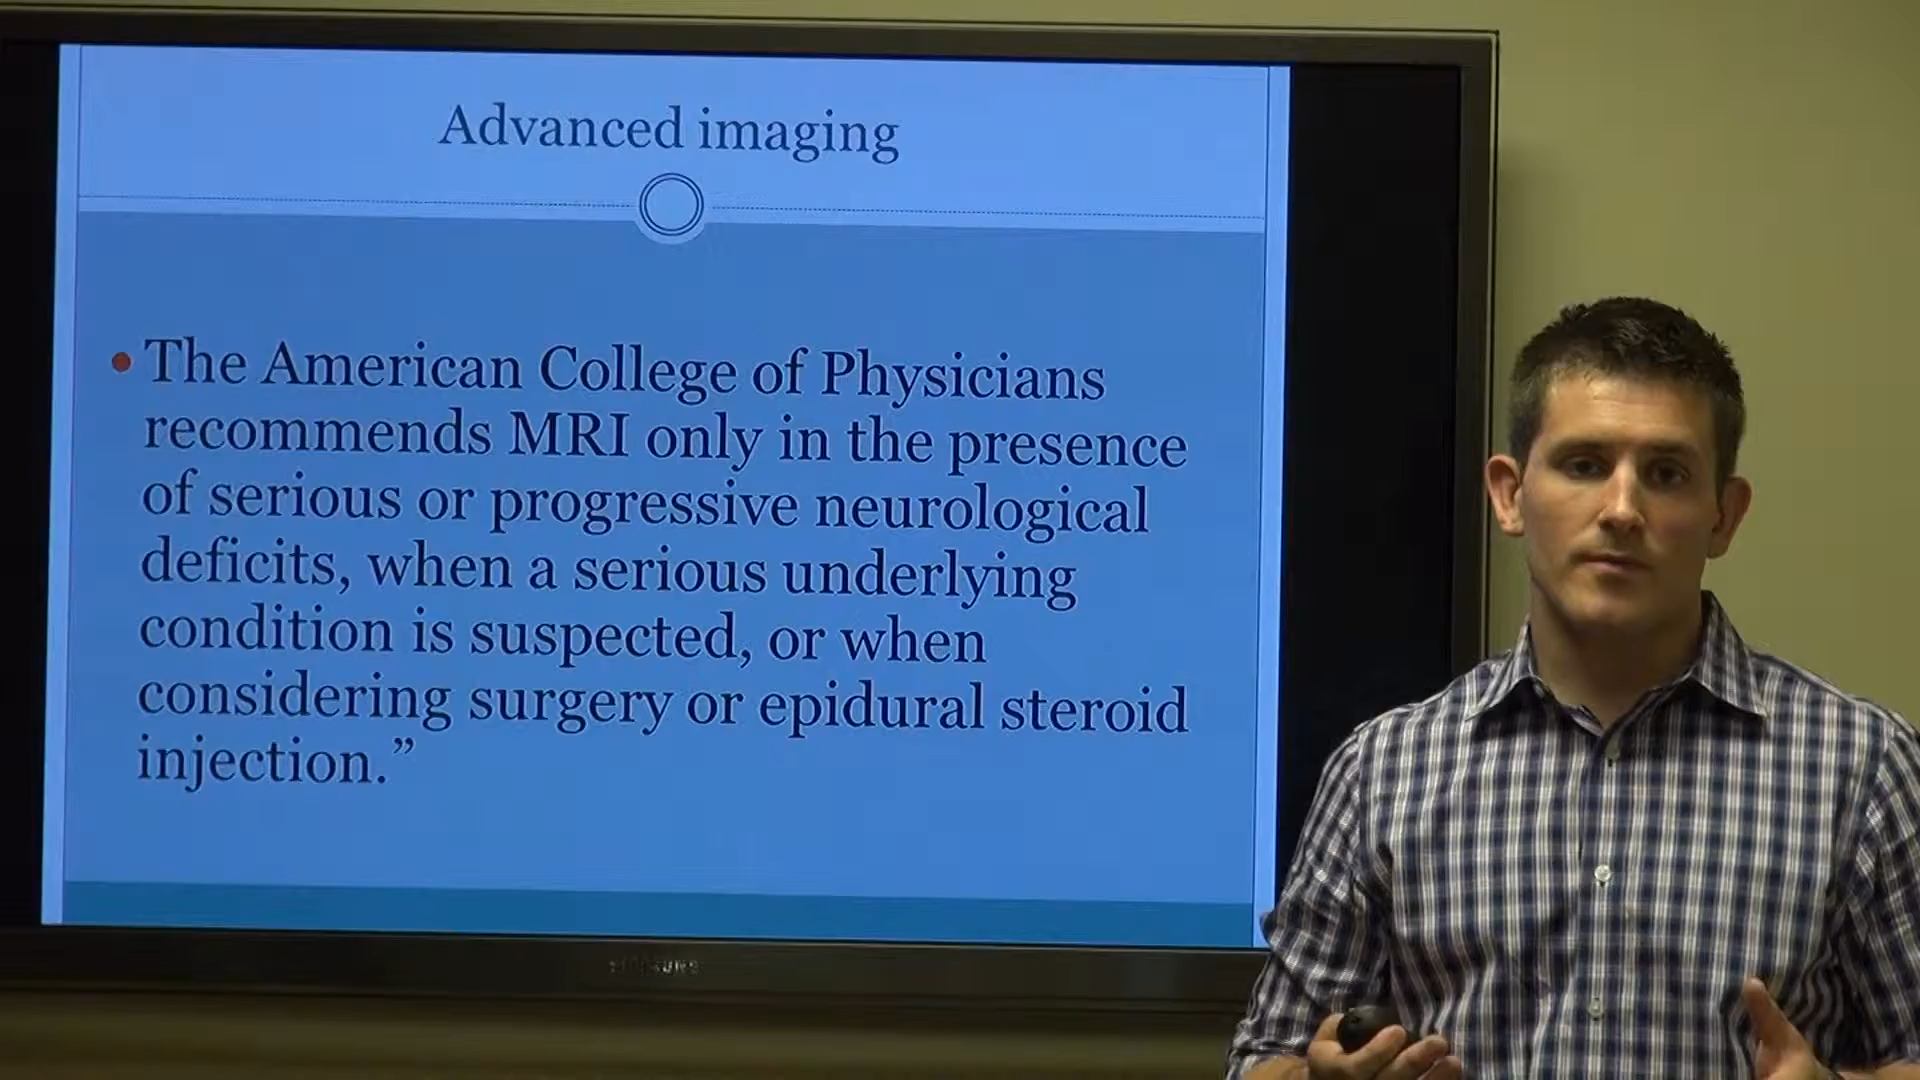 Advanced imaging
• The American College of Physicians
recommends MRI only in the presence
of serious or progressive neurological
deficits, when a serious underlying
condition is suspected, or when
considering surgery or epidural steroid
injection.”
SAMSUNG